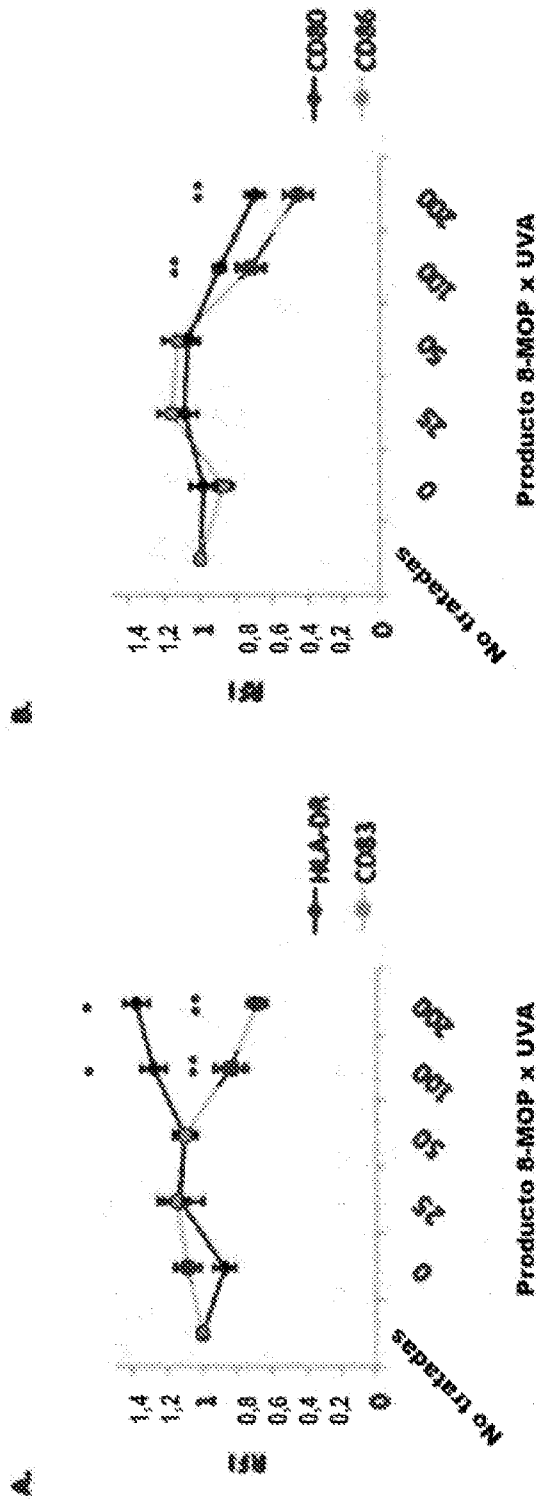 A.
RFI
1,4
1,2
1
0,8
0,6
0,4
0,2
0
No tratadas
0
25
50
100
200
Producto 8-MOP x UVA
HLA-DR
CD83
*
*
**
**
B.
1,4
1,2
1
0,8
0,6
0,4
0,2
0
No tratadas
0
25
50
100
200
Producto 8-MOP x UVA
CD80
CD86
**
**